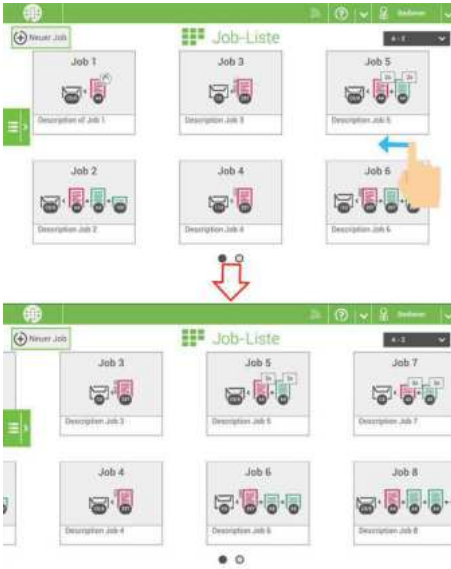 Bediener
Neuer Job
Job-Liste
A - Z
Job 1
Job 3
Job 5
Description of Job 1
Description Job 3
Description Job 5
Job 2
Job 4
Job 6
Description Job 2
Description Job 4
Description Job 6
Bediener
Neuer Job
Job-Liste
A - Z
Job 3
Job 5
Job 7
Description Job 3
Description Job 5
Description Job 7
Job 4
Job 6
Job 8
Description Job 4
Description Job 6
Description Job 8